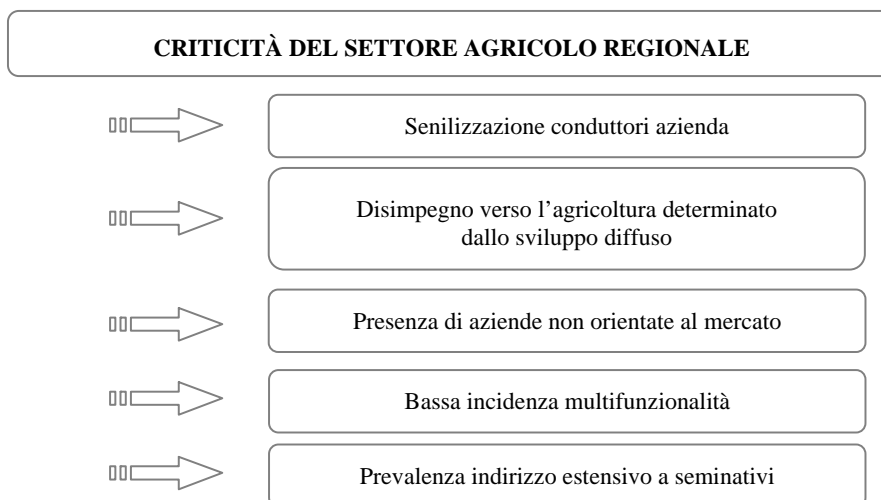 CRITICITÀ DEL SETTORE AGRICOLO REGIONALE
Senilizzazione conduttori azienda
Disimpegno verso l’agricoltura determinato
dallo sviluppo diffuso
Presenza di aziende non orientate al mercato
Bassa incidenza multifunzionalità
Prevalenza indirizzo estensivo a seminativi